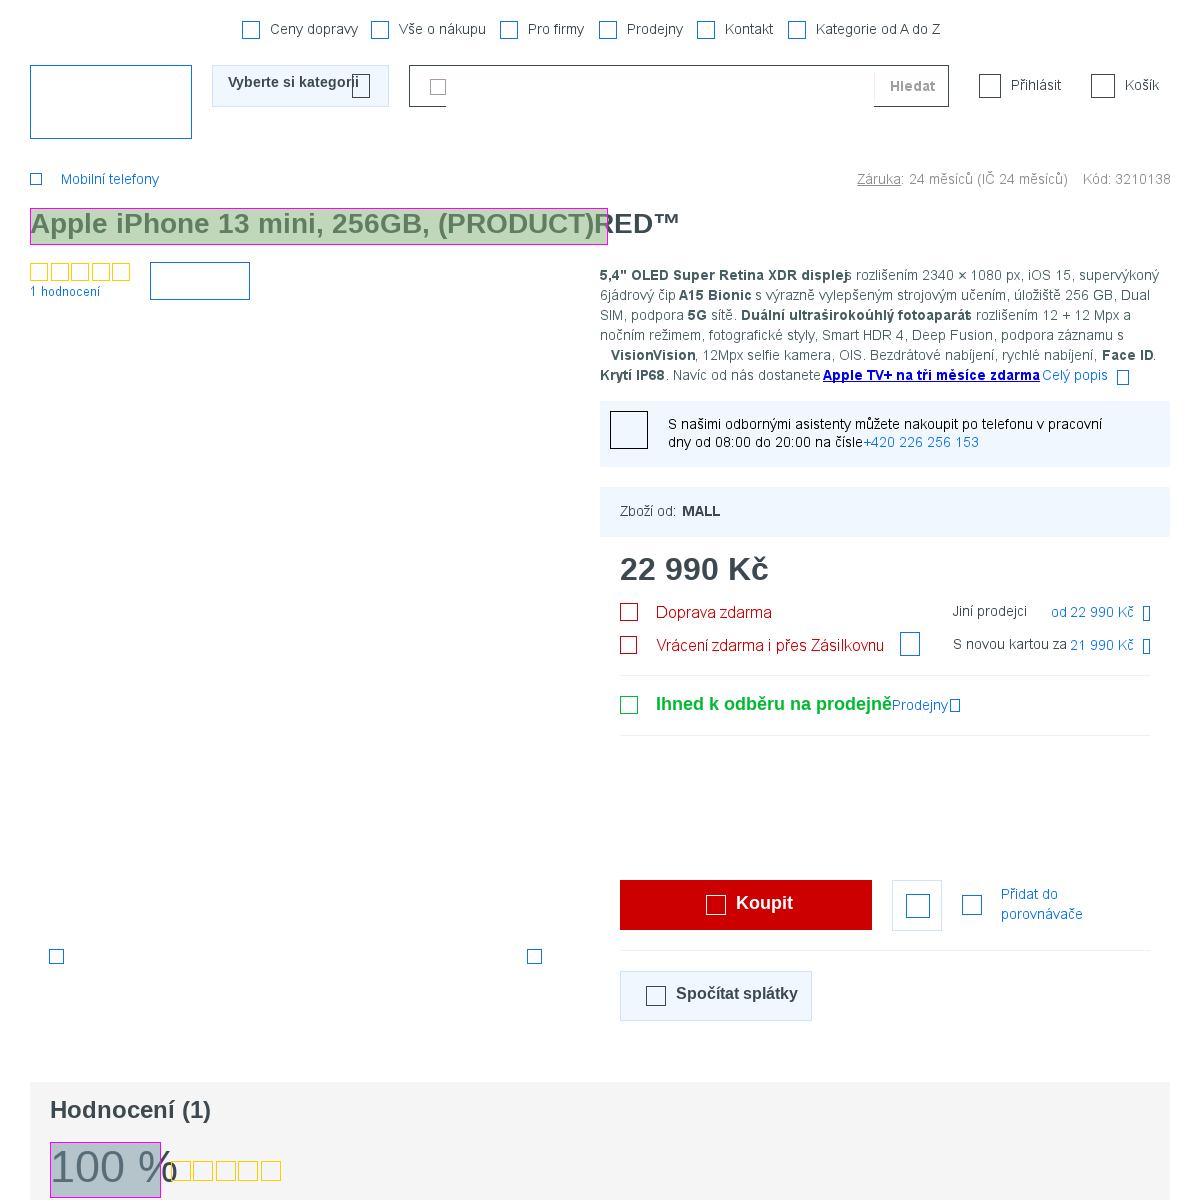 Ceny dopravy Vše o nákupu Pro firmy Prodejny Kontakt Kategorie od A do Z
Vyberte si kategorii Hledat Přihlásit Košík
Mobilní telefony Záruka: 24 měsíců (IČ 24 měsíců) Kód: 3210138
Apple iPhone 13 mini, 256GB, (PRODUCT)RED™
1 hodnocení
5,4" OLED Super Retina XDR displej s rozlišením 2340 × 1080 px, iOS 15, supervýkoný
6jádrový čip A15 Bionic s výrazně vylepšeným strojovým učením, úložiště 256 GB, Dual
SIM, podpora 5G sítě. Duální ultraširokoúhlý fotoaparát s rozlišením 12 + 12 Mpx a
nočním režimem, fotografické styly, Smart HDR 4, Deep Fusion, podpora záznamu s
VisionVision, 12Mpx selfie kamera, OIS. Bezdrátové nabíjení, rychlé nabíjení, Face ID.
Krytí IP68. Navíc od nás dostanete Apple TV+ na tři měsíce zdarma Celý popis
S našimi odbornými asistenty můžete nakoupit po telefonu v pracovní
dny od 08:00 do 20:00 na čísle +420 226 256 153
Zboží od: MALL
22 990 Kč
Doprava zdarma Jiní prodejci od 22 990 Kč
Vrácení zdarma i přes Zásilkovnu S novou kartou za 21 990 Kč
Ihned k odběru na prodejně Prodejny
Koupit
Přidat do
porovnávače
Spočítat splátky
Hodnocení (1)
100 %